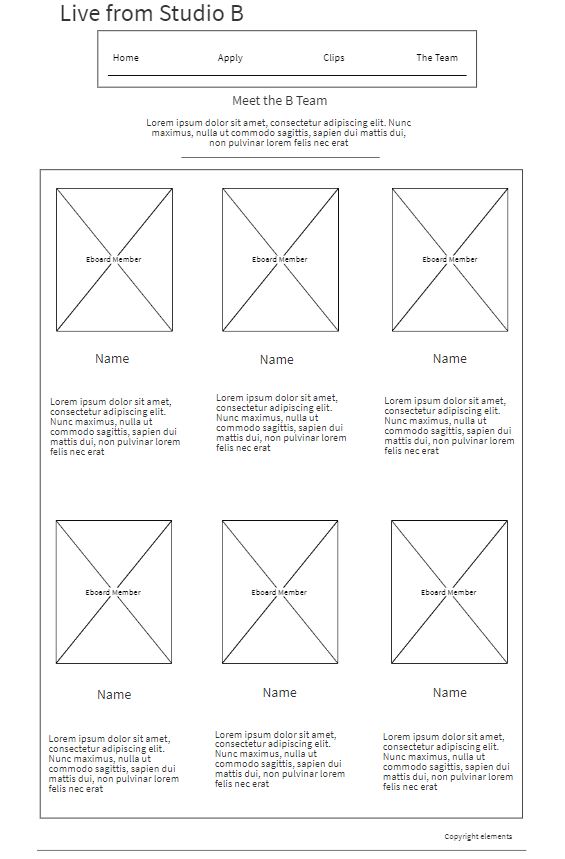 Live from Studio B
Home Apply Clips The Team
Meet the B Team
Lorem ipsum dolor sit amet, consectetur adipiscing elit. Nunc
maximus, nulla ut commodo sagittis, sapien dui mattis dui,
non pulvinar lorem felis nec erat
Eboard Member
Eboard Member
Eboard Member
Name
Name
Name
Lorem ipsum dolor sit amet,
consectetur adipiscing elit.
Nunc maximus, nulla ut
commodo sagittis, sapien dui
mattis dui, non pulvinar lorem
felis nec erat
Lorem ipsum dolor sit amet,
consectetur adipiscing elit.
Nunc maximus, nulla ut
commodo sagittis, sapien dui
mattis dui, non pulvinar lorem
felis nec erat
Lorem ipsum dolor sit amet,
consectetur adipiscing elit.
Nunc maximus, nulla ut
commodo sagittis, sapien dui
mattis dui, non pulvinar lorem
felis nec erat
Eboard Member
Eboard Member
Eboard Member
Name
Name
Name
Lorem ipsum dolor sit amet,
consectetur adipiscing elit.
Nunc maximus, nulla ut
commodo sagittis, sapien dui
mattis dui, non pulvinar lorem
felis nec erat
Lorem ipsum dolor sit amet,
consectetur adipiscing elit.
Nunc maximus, nulla ut
commodo sagittis, sapien dui
mattis dui, non pulvinar lorem
felis nec erat
Lorem ipsum dolor sit amet,
consectetur adipiscing elit.
Nunc maximus, nulla ut
commodo sagittis, sapien dui
mattis dui, non pulvinar lorem
felis nec erat
Copyright elements